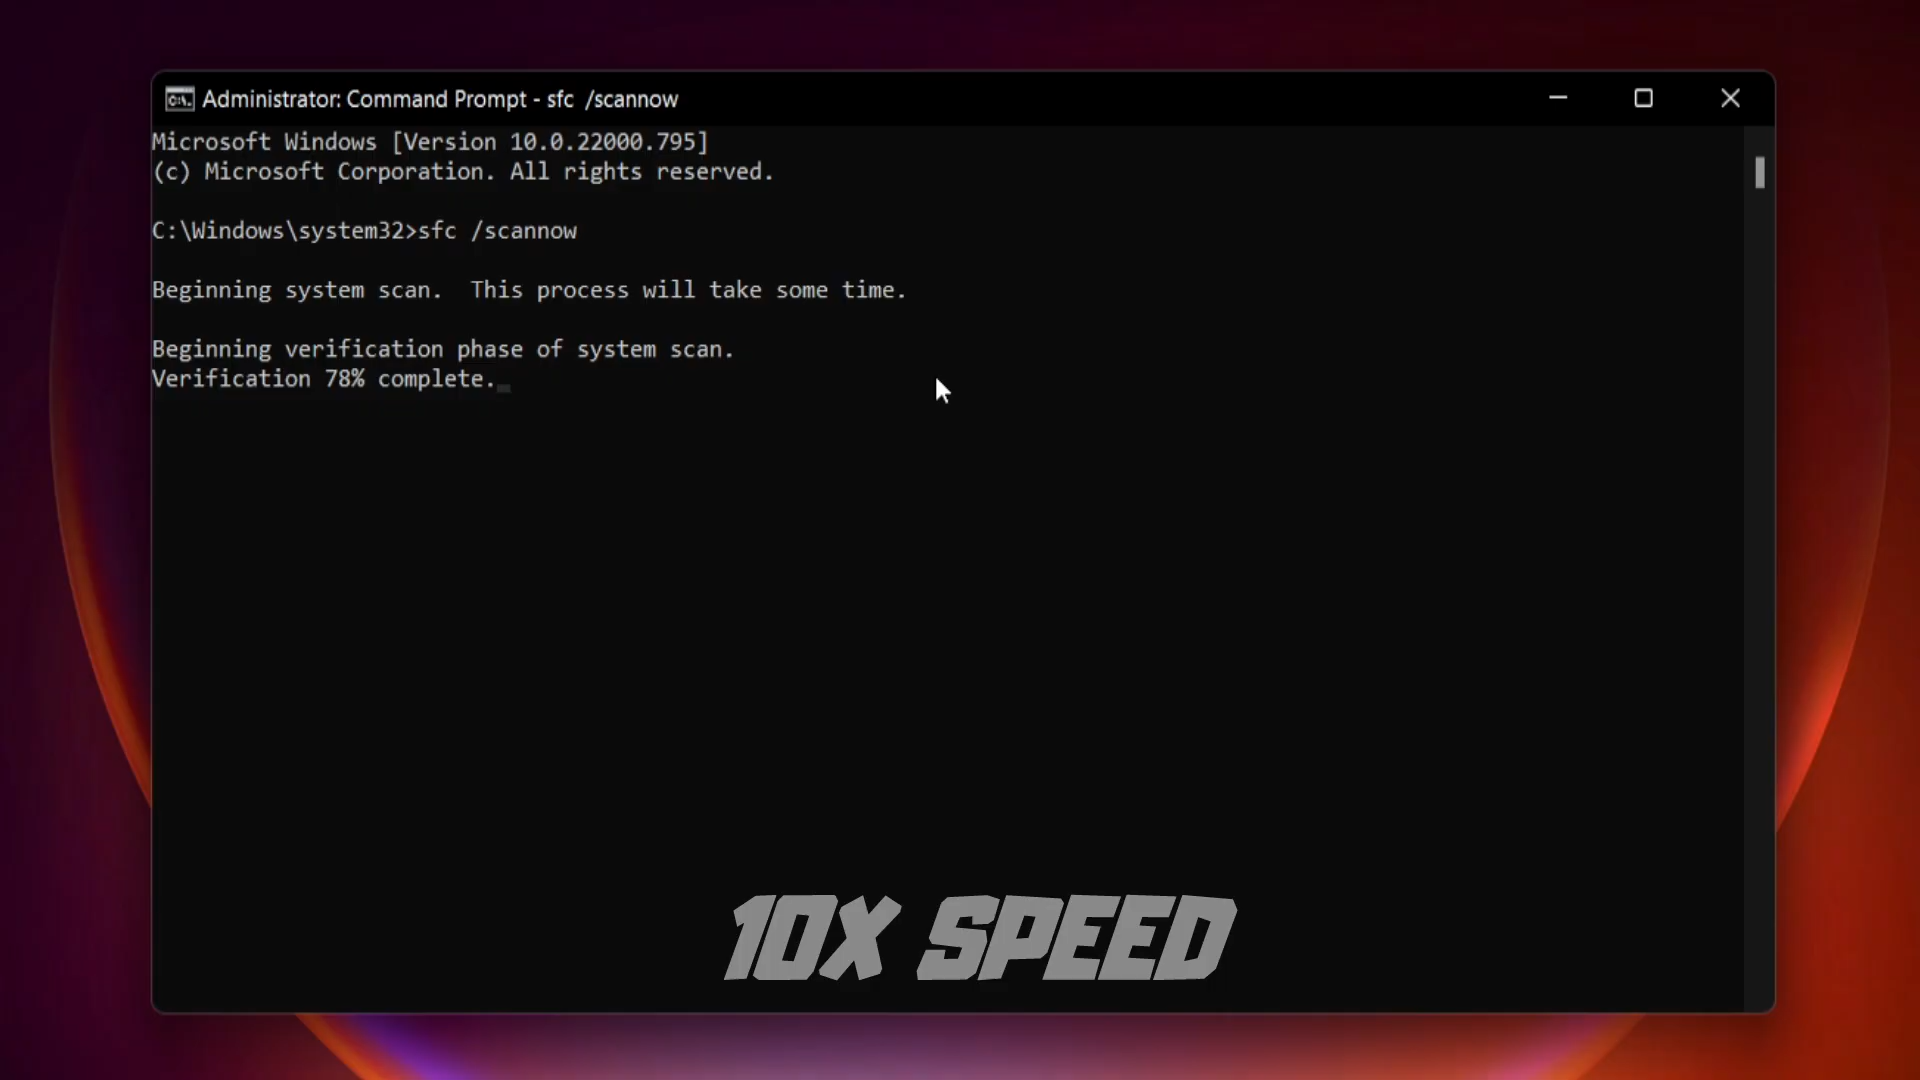 Administrator: Command Prompt - sfc  /scannow
Microsoft Windows [Version 10.0.22000.795]
(c) Microsoft Corporation. All rights reserved.
C:\Windows\system32>sfc /scannow
Beginning system scan.  This process will take some time.
Beginning verification phase of system scan.
Verification 78% complete.
10X SPEED